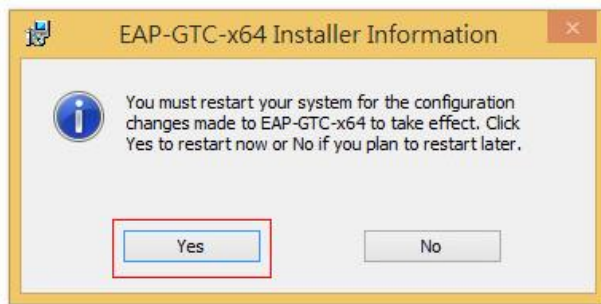 EAP-GTC-x64 Installer Information
You must restart your system for the configuration
changes made to EAP-GTC-x64 to take effect. Click
Yes to restart now or No if you plan to restart later.
Yes
No